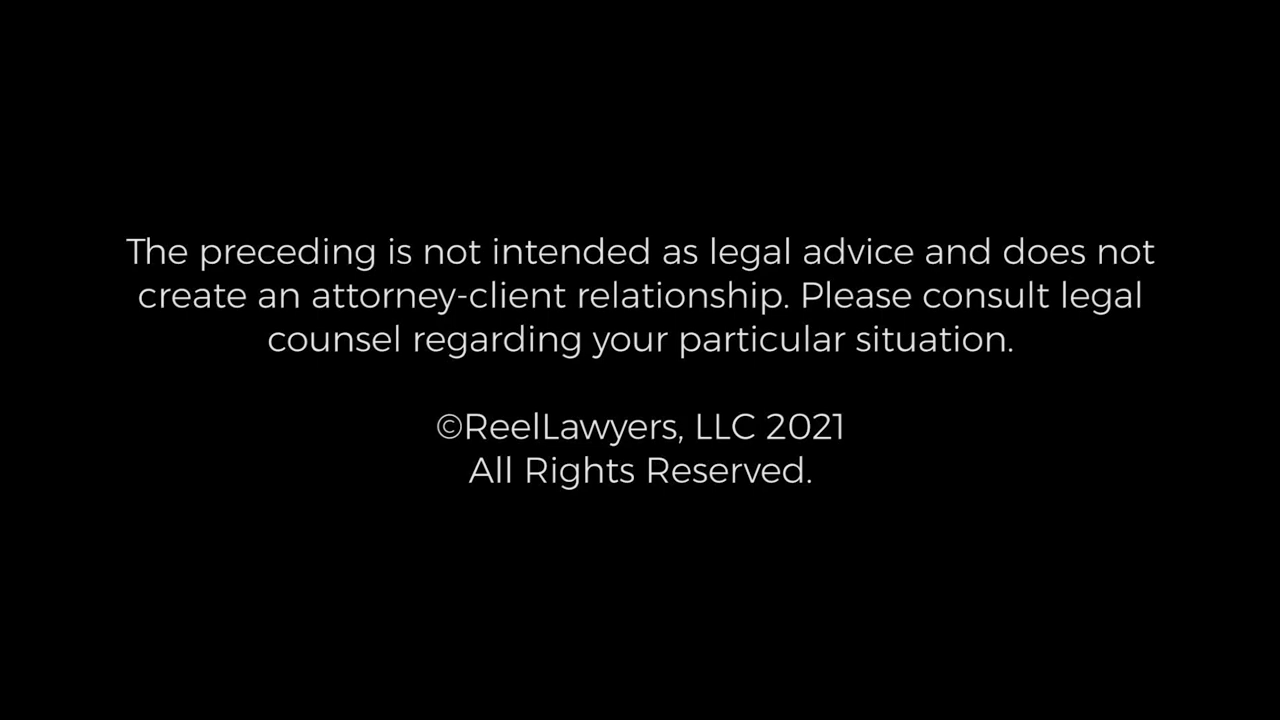 The preceding is not intended as legal advice and does not
create an attorney-client relationship. Please consult legal
counsel regarding your particular situation.
©ReelLawyers, LLC 2021
All Rights Reserved.